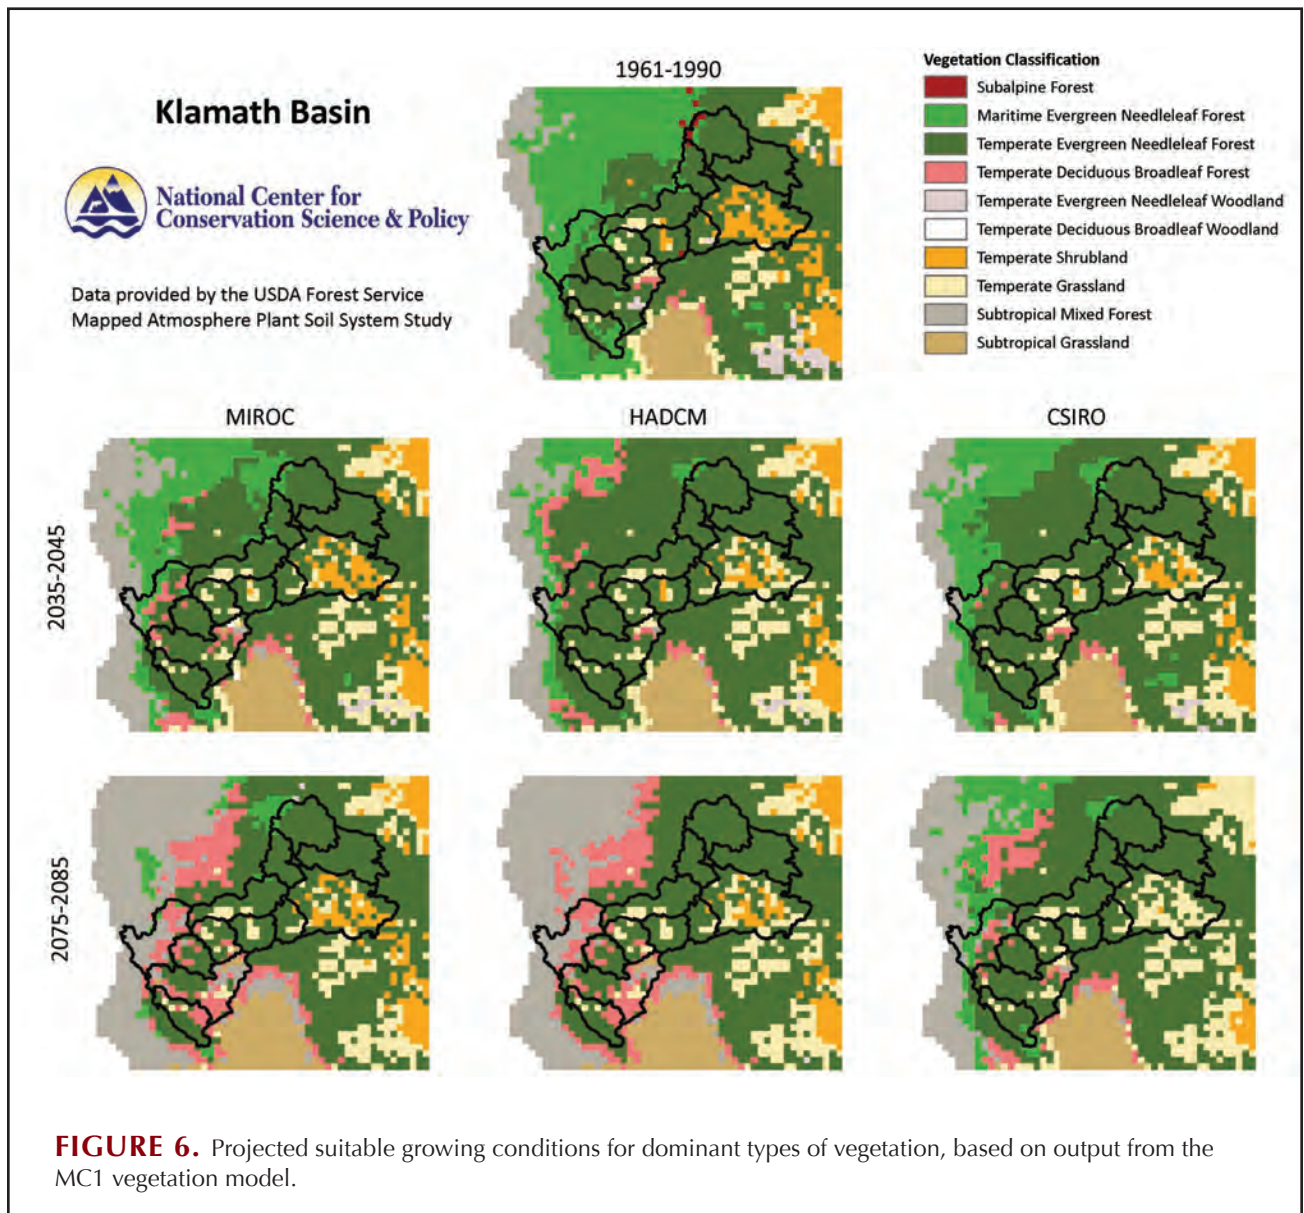 Klamath Basin
National Center for
Conservation Science & Policy
Data provided by the USDA Forest Service
Mapped Atmosphere Plant Soil System Study
1961-1990
Vegetation Classification
Subalpine Forest
Maritime Evergreen Needleleaf Forest
Temperate Evergreen Needleleaf Forest
Temperate Deciduous Broadleaf Forest
Temperate Evergreen Needleleaf Woodland
Temperate Deciduous Broadleaf Woodland
Temperate Shrubland
Temperate Grassland
Subtropical Mixed Forest
Subtropical Grassland
MIROC
HADCM
CSIRO
2035-2045
2075-2085
FIGURE 6. Projected suitable growing conditions for dominant types of vegetation, based on output from the
MC1 vegetation model.